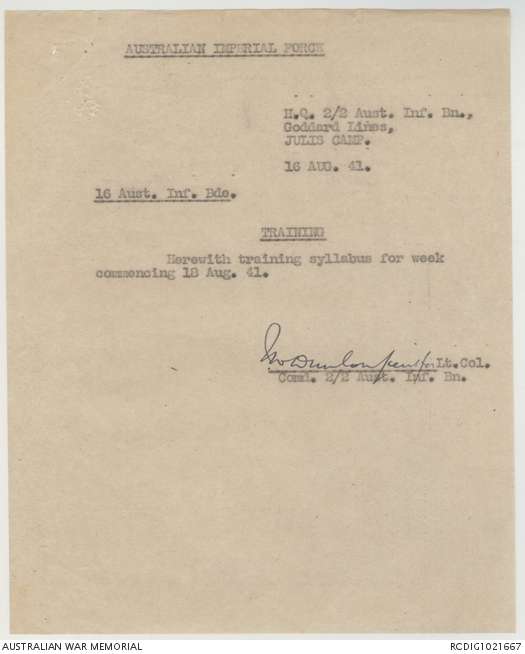 AUSTRALIAN IMPERIAL FORCE
H.Q. 2/2 Aust. Inf. Bn.,
Goddard Lines,
JULIS CAMP.
16 AUG. 41.
16 Aust. Inf. Bde.
TRAINING
Herewith training syllabus for week
commencing 18 Aug. 41.
Lt.Col.
Comd. 2/2 Aust. Inf. Bn.
AUSTRALIAN WAR MEMORIAL
RCDIG1021667